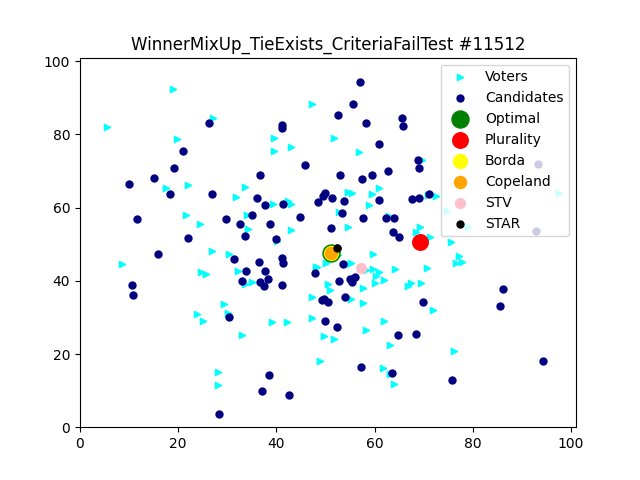 WinnerMixUp_TieExists_CriteriaFailTest #11512
100
80
60
40
20
0
0
20
40
60
80
100
Voters
Candidates
Optimal
Plurality
Borda
Copeland
STV
STAR